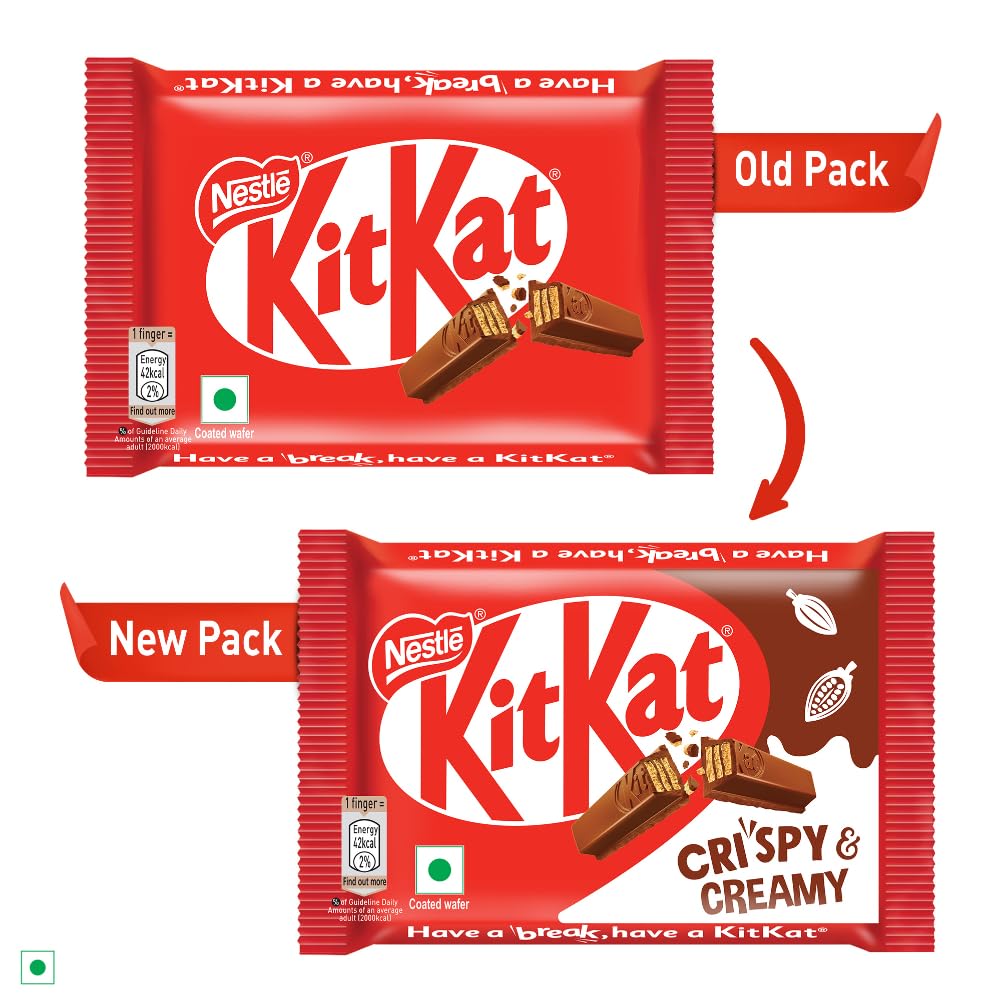 Have a break, have a KitKat®
Nestlé®
KitKat®
Old Pack
1 finger =
Energy
42kcal
2%
Find out more
% of Guideline Daily
Amounts of an average
adult (2000kcal)
Coated wafer
Have a break, have a KitKat®
Have a break, have a KitKat®
New Pack
Nestlé®
KitKat®
Kit
Kat
1 finger =
Energy
42kcal
2%
Find out more
% of Guideline Daily
Amounts of an average
adult (2000kcal)
Coated wafer
CRISPY &
CREAMY
Have a break, have a KitKat®